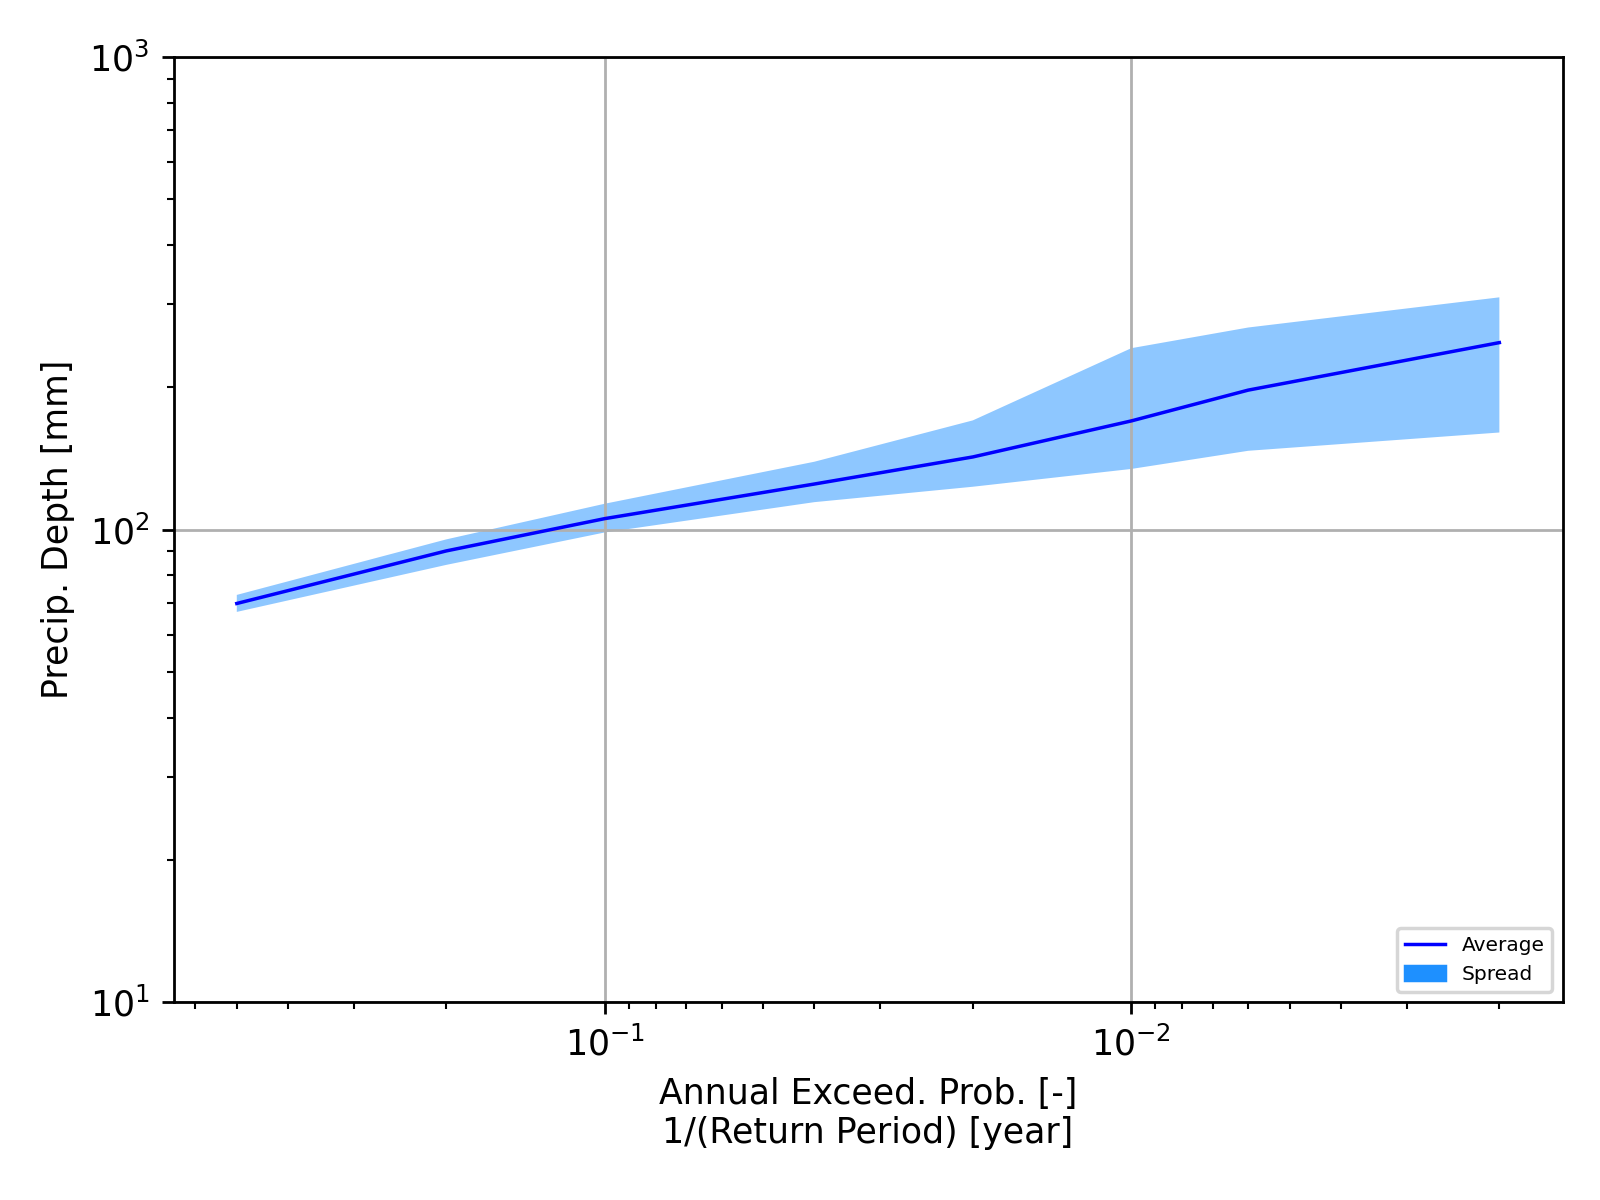 10³
10²
10¹
Precip. Depth [mm]
10⁻¹ 10⁻²
Annual Exceed. Prob. [-]
1/(Return Period) [year]
Average
Spread